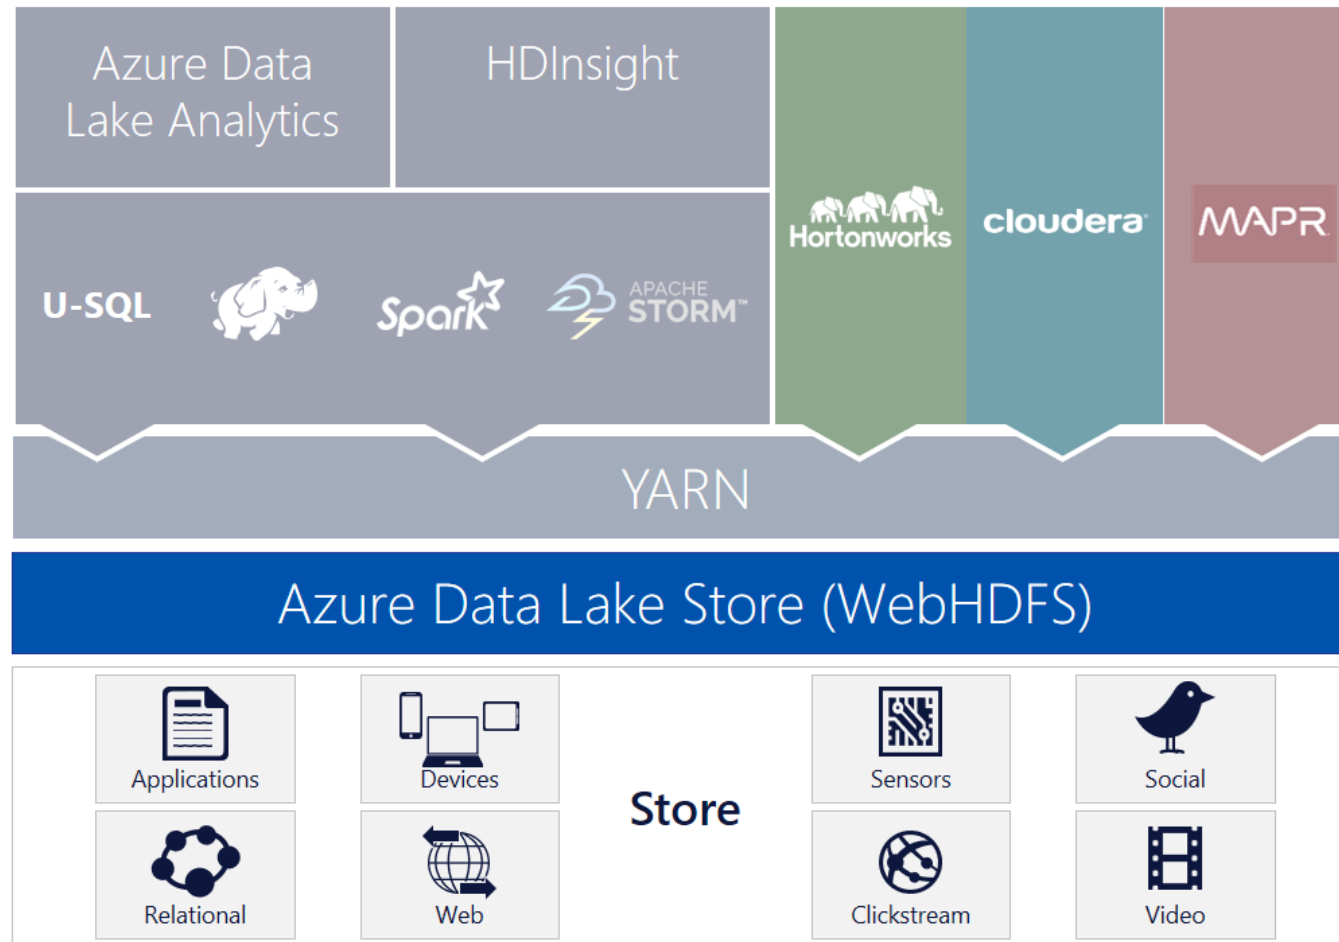 Azure Data
Lake Analytics
HDInsight
U-SQL
Spark
APACHE
STORM™
Hortonworks
cloudera
MAPR
YARN
Azure Data Lake Store (WebHDFS)
Applications
Devices
Store
Sensors
Social
Relational
Web
Clickstream
Video